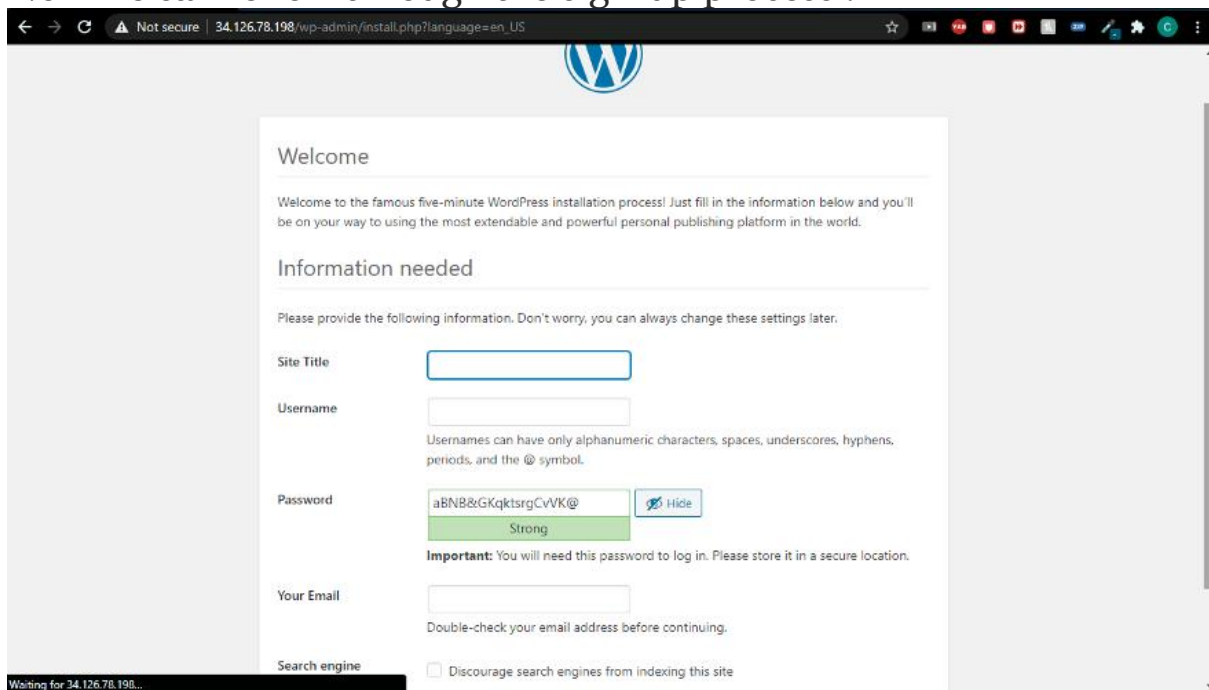 Not secure | 34.126.78.198/wp-admin/install.php?language=en_US
Welcome
Welcome to the famous five-minute WordPress installation process! Just fill in the information below and you'll
be on your way to using the most extendable and powerful personal publishing platform in the world.
Information needed
Please provide the following information. Don't worry, you can always change these settings later.
Site Title
Username
Usernames can have only alphanumeric characters, spaces, underscores, hyphens,
periods, and the @ symbol.
Password
aBNB&GKqktsrgCvVK@
Hide
Strong
Important: You will need this password to log in. Please store it in a secure location.
Your Email
Double-check your email address before continuing.
Search engine
Discourage search engines from indexing this site
Waiting for 34.126.78.198...